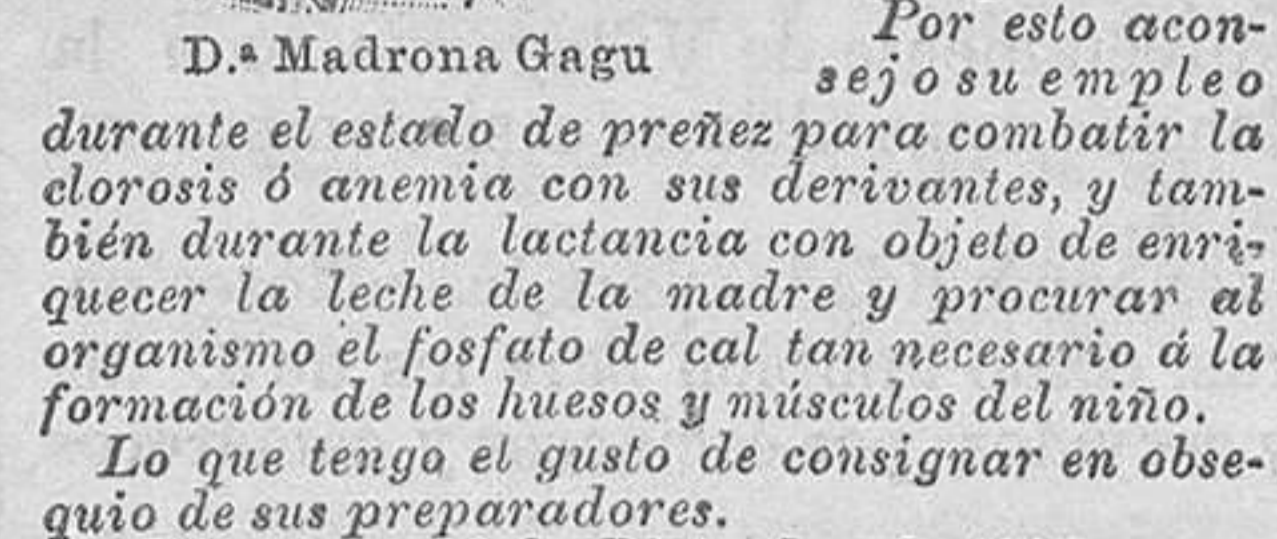 D.ª Madrona Gagu
Por esto acon-
sejo su empleo
durante el estado de preñez para combatir la
clorosis ó anemia con sus derivantes, y tam-
bién durante la lactancia con objeto de enri-
quecer la leche de la madre y procurar al
organismo el fosfato de cal tan necesario á la
formación de los huesos y músculos del niño.
Lo que tengo el gusto de consignar en obse-
quio de sus preparadores.